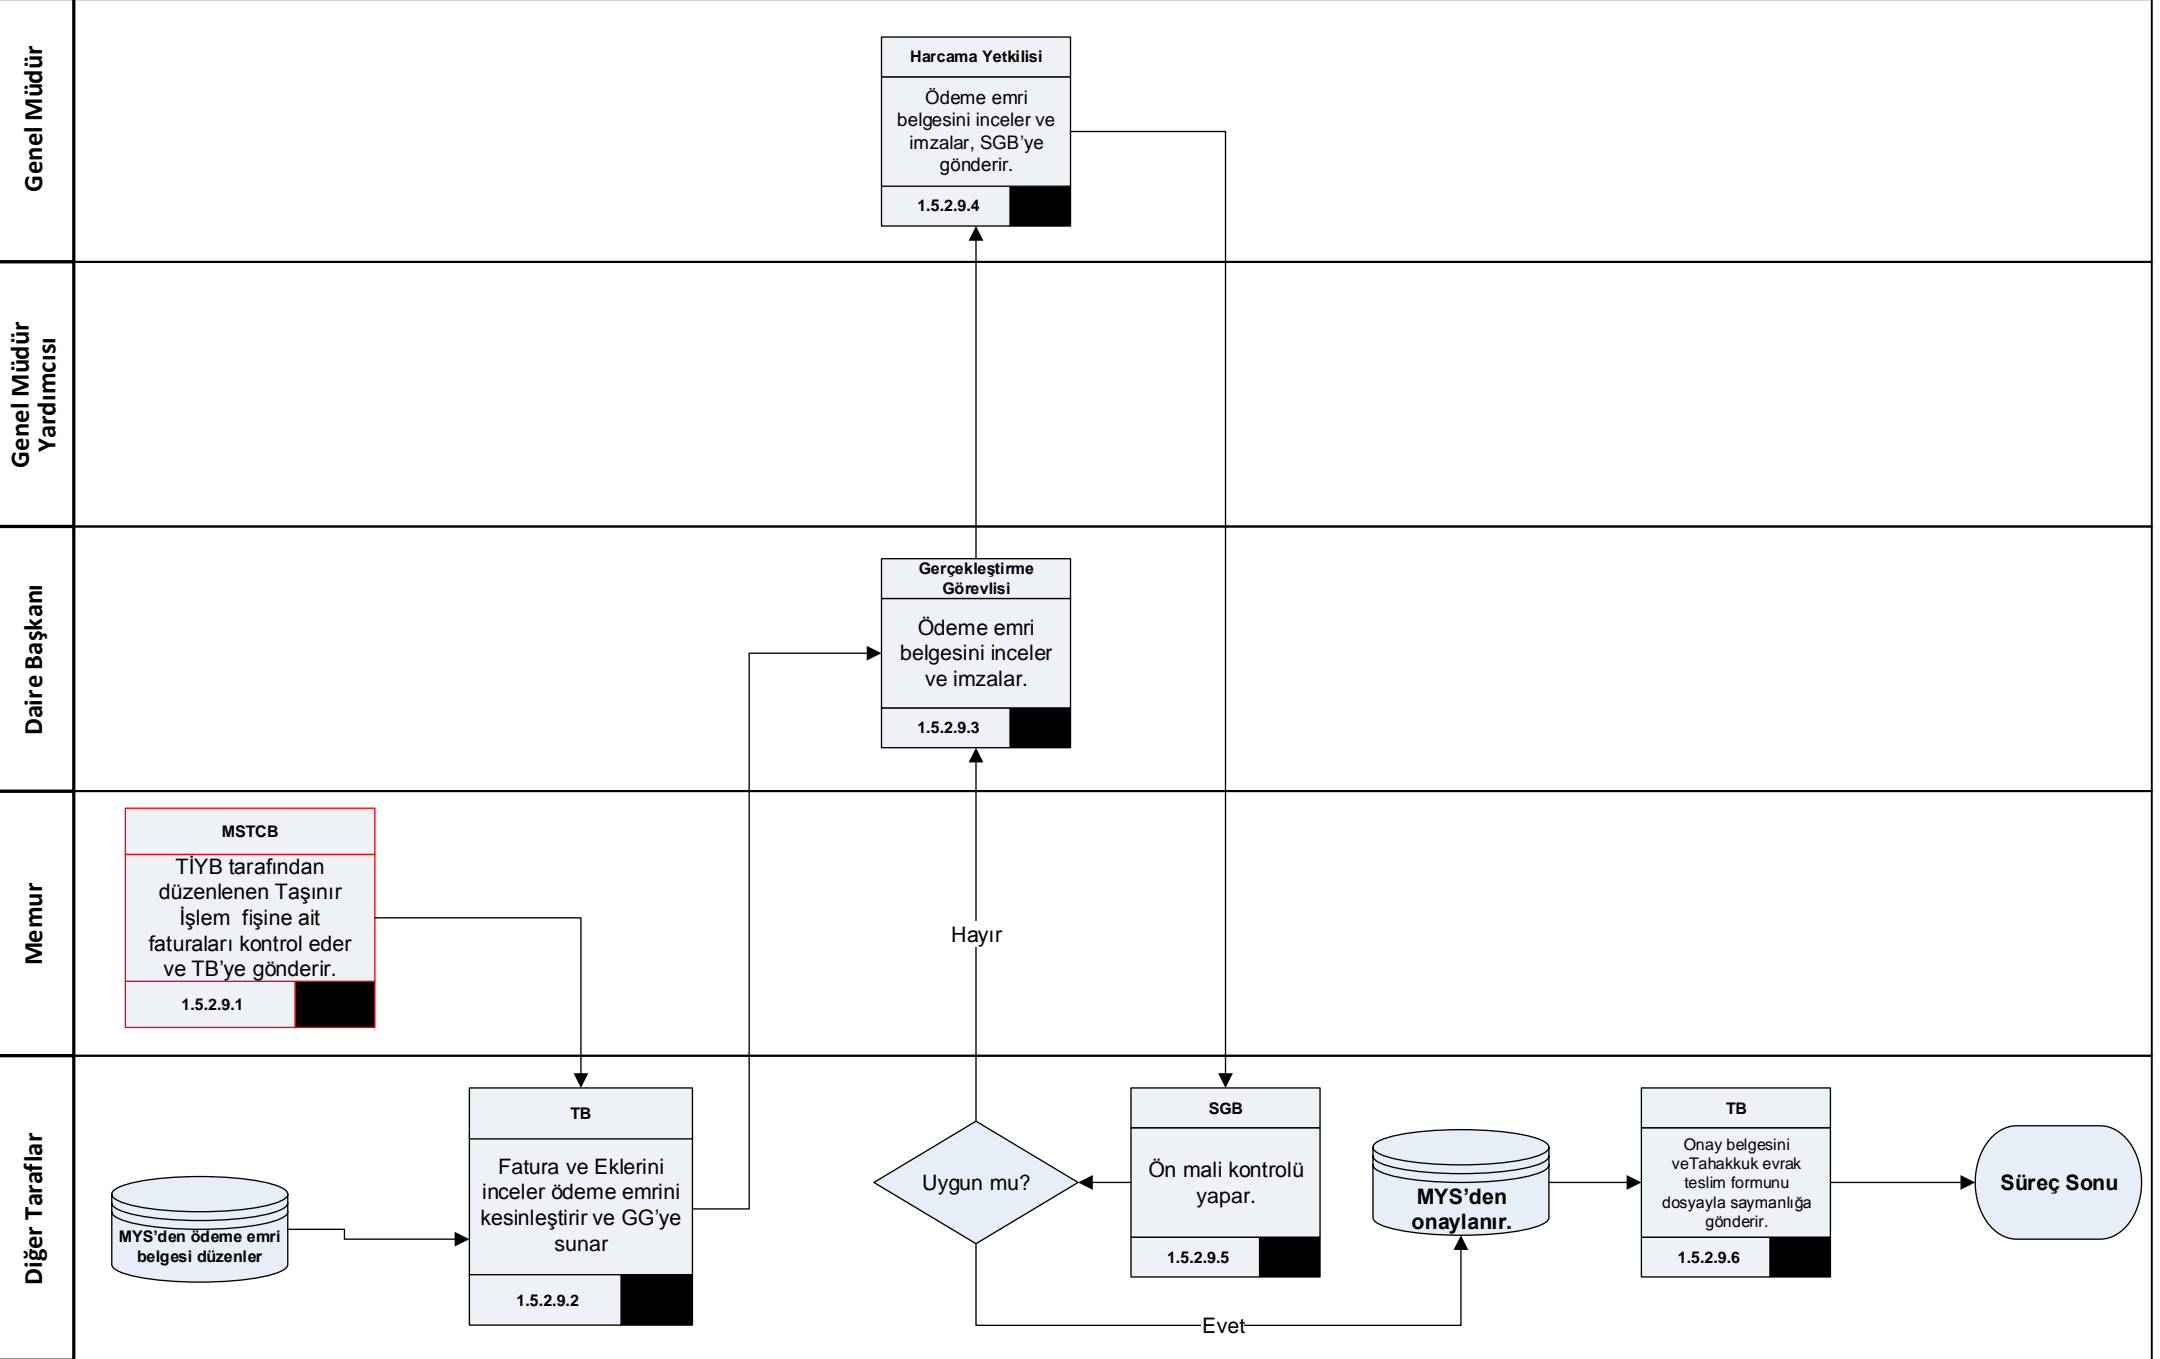 Genel Müdür
Harcama Yetkilisi
Ödeme emri
belgesini inceler ve
imzalar, SGB'ye
gönderir.
1.5.2.9.4
Genel Müdür
Yardımcısı
Daire Başkanı
Gerçekleştirme
Görevlisi
Ödeme emri
belgesini inceler
ve imzalar.
1.5.2.9.3
Memur
MSTCB
TİYB tarafından
düzenlenen Taşınır
İşlem  fişine ait
faturaları kontrol eder
ve TB'ye gönderir.
1.5.2.9.1
Hayır
Diğer Taraflar
MYS'den ödeme emri
belgesi düzenler
TB
Fatura ve Eklerini
inceler ödeme emrini
kesinleştirir ve GG'ye
sunar
1.5.2.9.2
Uygun mu?
SGB
Ön mali kontrolü
yapar.
1.5.2.9.5
Evet
MYS'den
onaylanır.
TB
Onay belgesini
veTahakkuk evrak
teslim formunu
dosyayla saymanlığa
gönderir.
1.5.2.9.6
Süreç Sonu